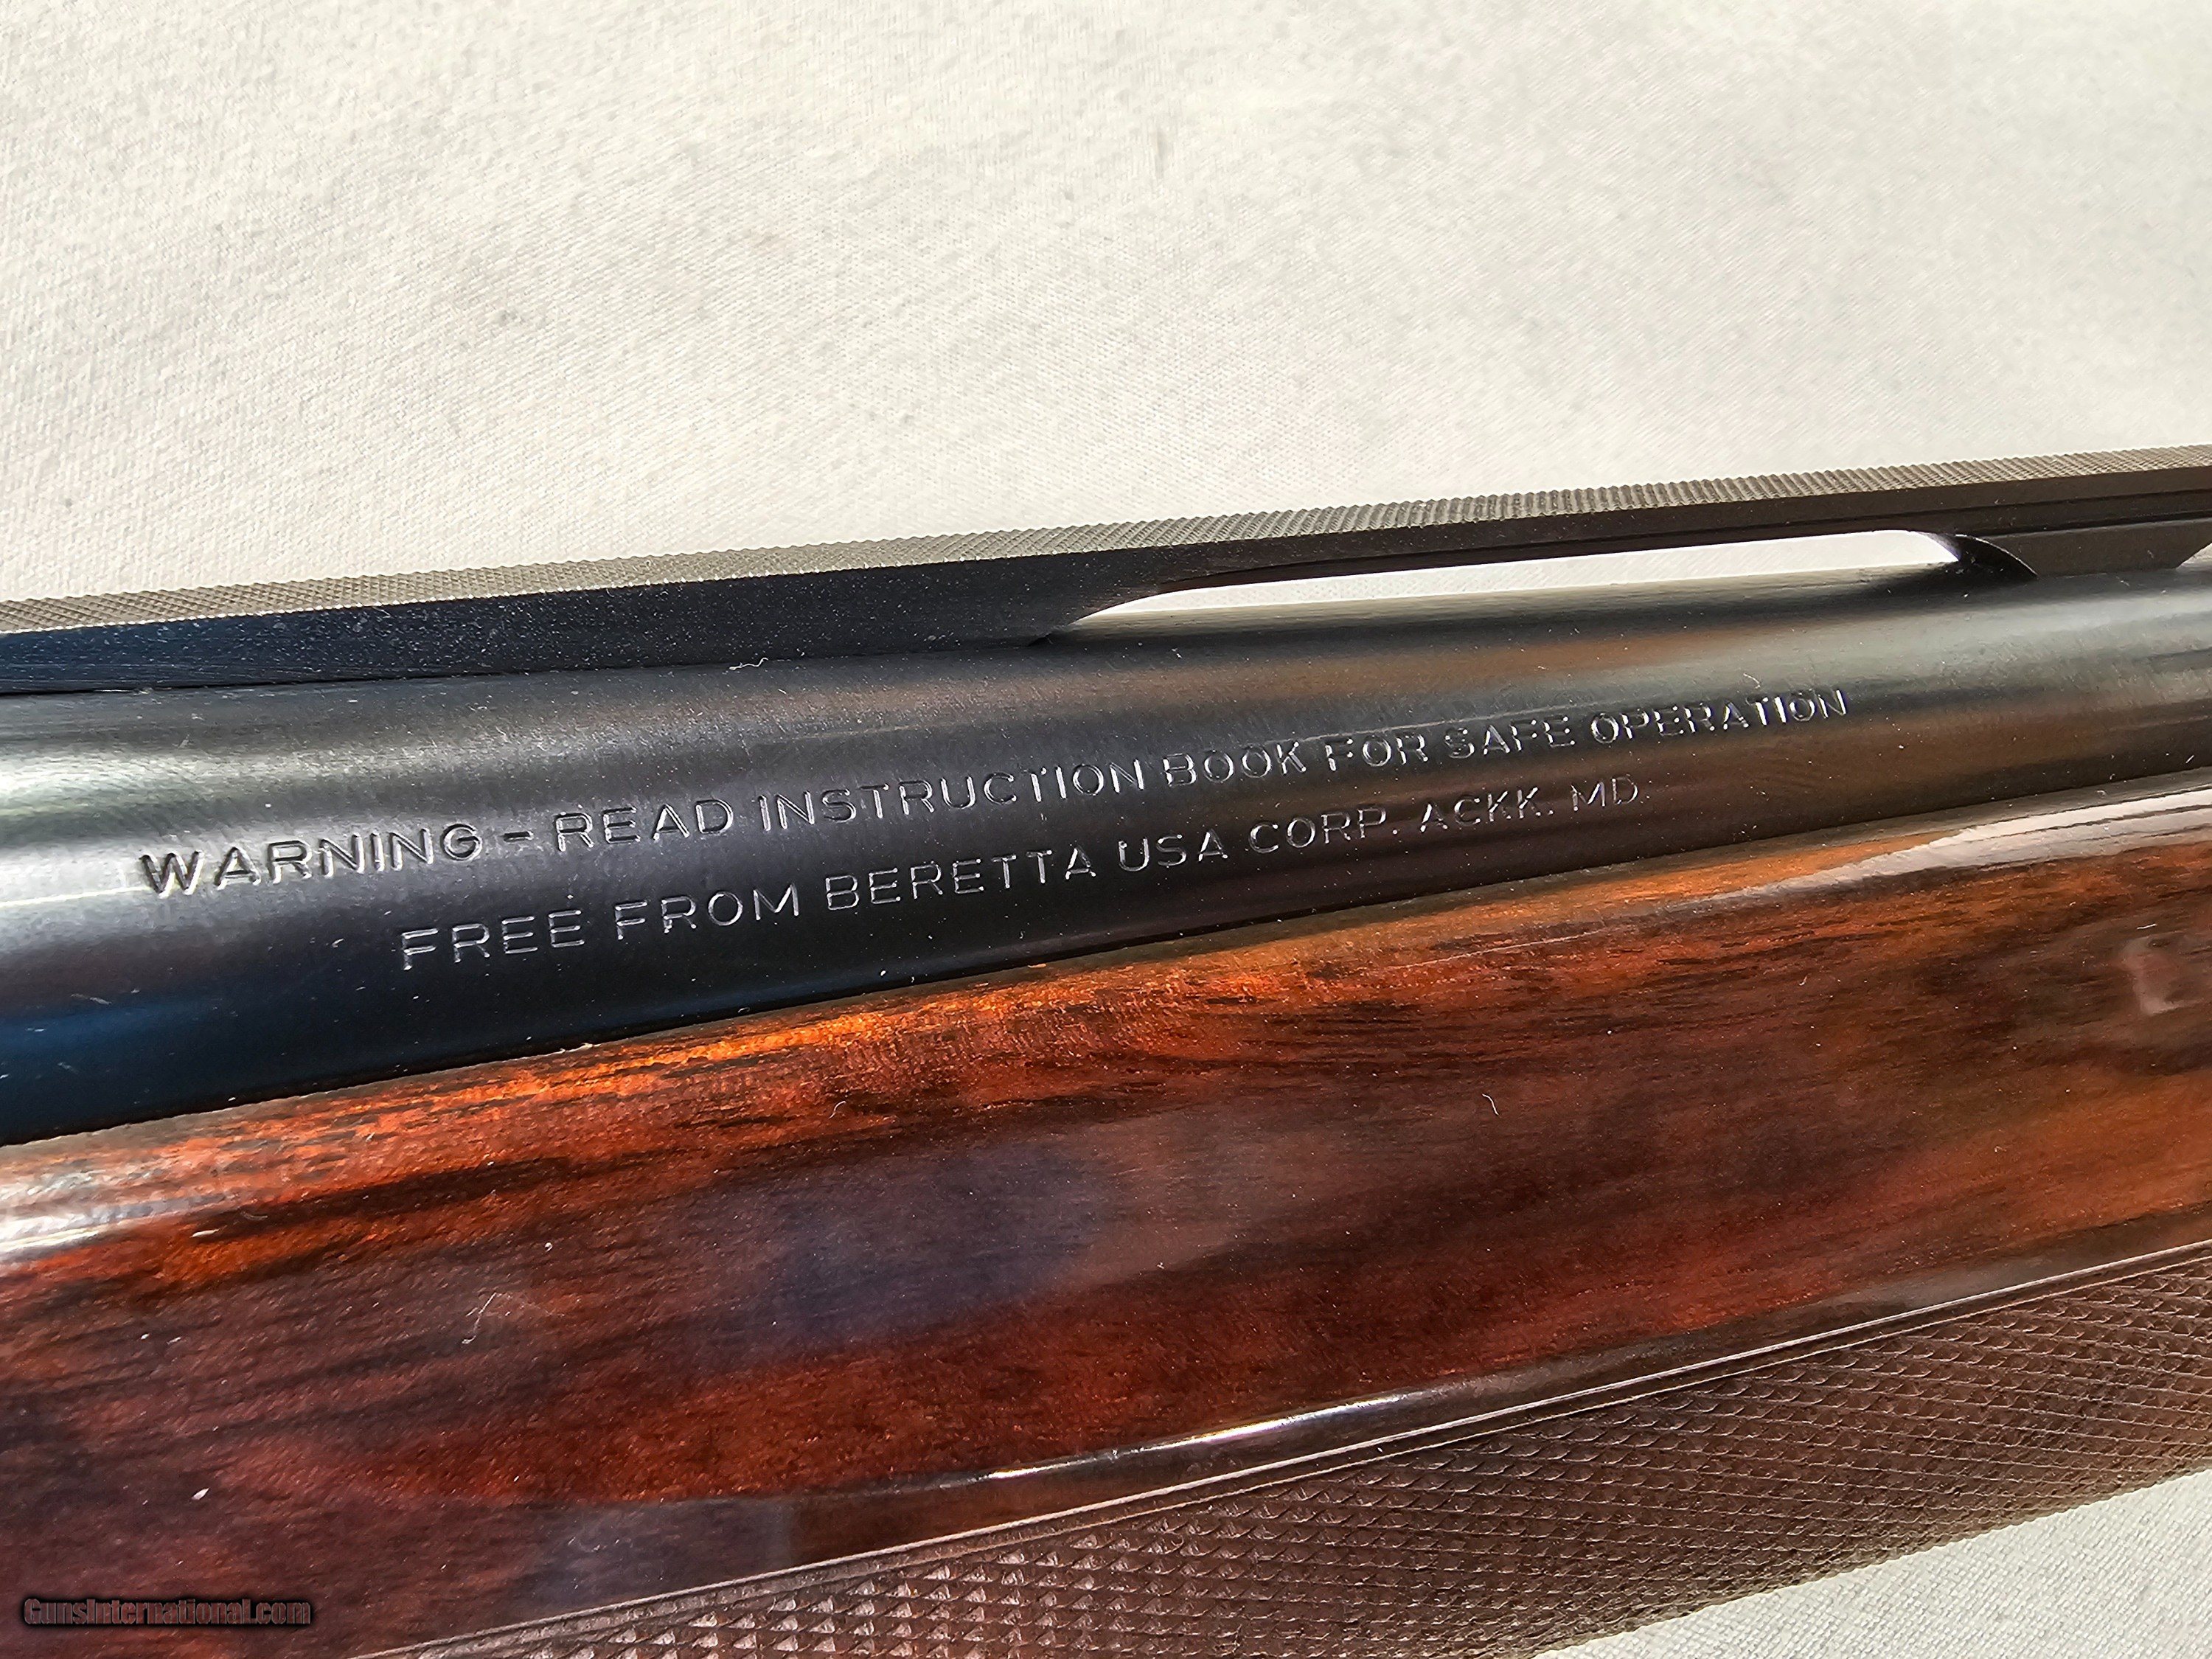 WARNING - READ INSTRUCTION BOOK FOR SAFE OPERATION
FREE FROM BERETTA USA CORP. ACKK. MD.
GunsInternational.com